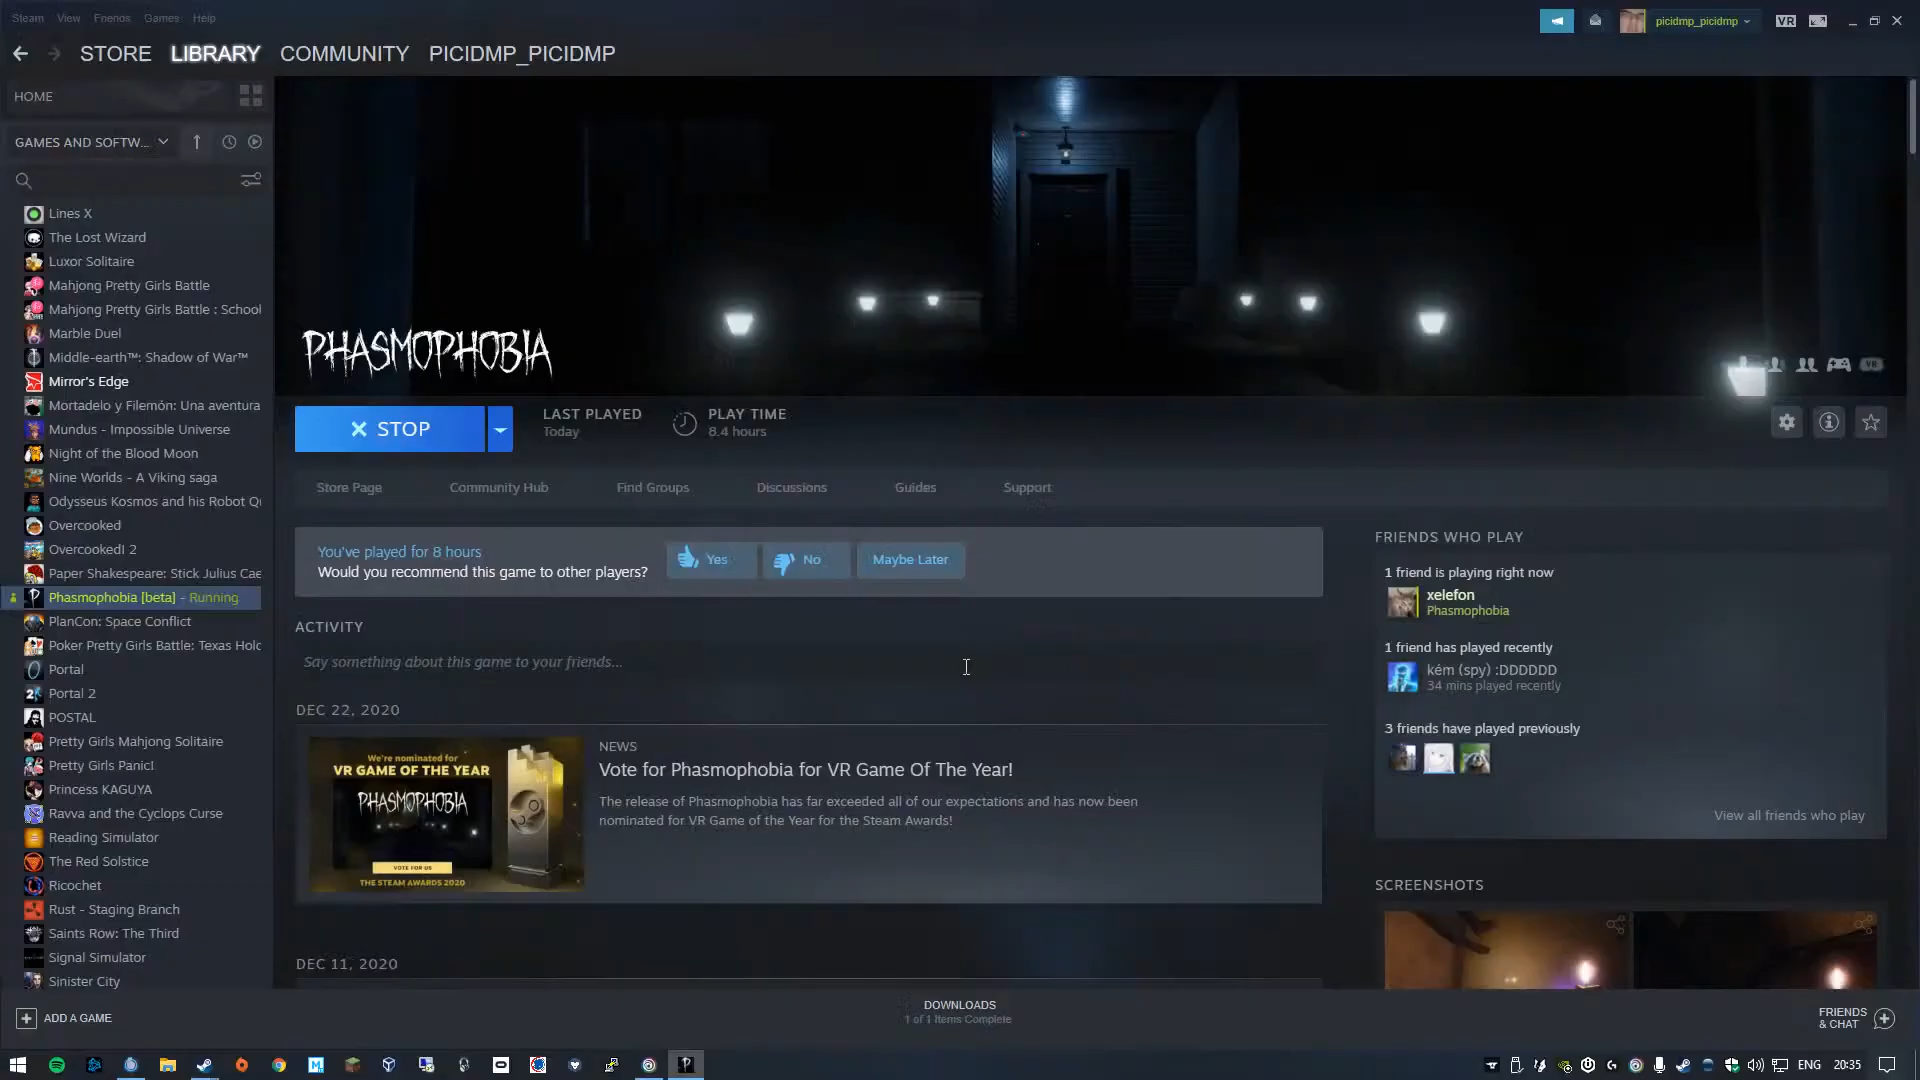 Steam View Friends Games Help
picidmp_picidmp
VR
STORE LIBRARY COMMUNITY PICIDMP_PICIDMP
HOME
GAMES AND SOFTW...
Lines X
The Lost Wizard
Luxor Solitaire
Mahjong Pretty Girls Battle
Mahjong Pretty Girls Battle : School
Marble Duel
Middle-earth™: Shadow of War™
Mirror's Edge
Mortadelo y Filemón: Una aventura
Mundus - Impossible Universe
Night of the Blood Moon
Nine Worlds - A Viking saga
Odysseus Kosmos and his Robot Qu
Overcooked
Overcooked! 2
Paper Shakespeare: Stick Julius Cae
Phasmophobia [beta] - Running
PlanCon: Space Conflict
Poker Pretty Girls Battle: Texas Hold
Portal
Portal 2
POSTAL
Pretty Girls Mahjong Solitaire
Pretty Girls Panic!
Princess KAGUYA
Ravva and the Cyclops Curse
Reading Simulator
The Red Solstice
Ricochet
Rust - Staging Branch
Saints Row: The Third
Signal Simulator
Sinister City
ADD A GAME
PHASMOPHOBIA
STOP
LAST PLAYED
Today
PLAY TIME
8.4 hours
Store Page Community Hub Find Groups Discussions Guides Support
You've played for 8 hours
Would you recommend this game to other players?
Yes No Maybe Later
ACTIVITY
Say something about this game to your friends...
DEC 22, 2020
We're nominated for
VR GAME OF THE YEAR
PHASMOPHOBIA
VOTE FOR US
THE STEAM AWARDS 2020
NEWS
Vote for Phasmophobia for VR Game Of The Year!
The release of Phasmophobia has far exceeded all of our expectations and has now been
nominated for VR Game of the Year for the Steam Awards!
DEC 11, 2020
FRIENDS WHO PLAY
1 friend is playing right now
xelefon
Phasmophobia
1 friend has played recently
kém (spy) :DDDDDD
34 mins played recently
3 friends have played previously
View all friends who play
SCREENSHOTS
DOWNLOADS
1 of 1 Items Complete
FRIENDS
& CHAT
ENG 20:35